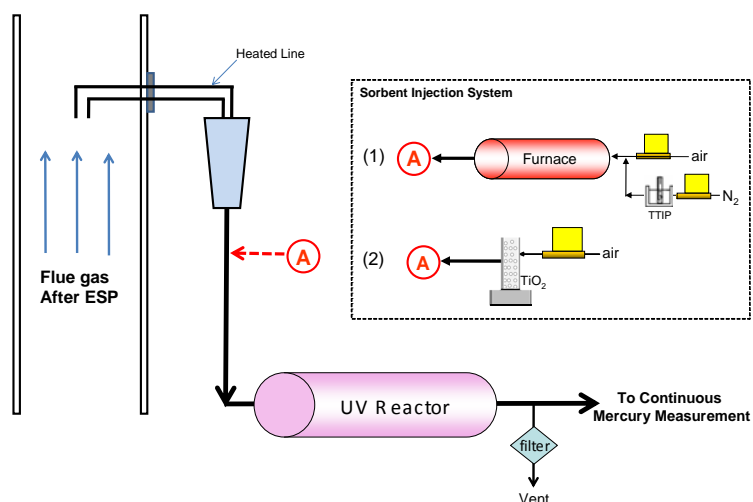 Heated Line
Sorbent Injection System
(1)
A
Furnace
air
N2
TTIP
(2)
A
air
TiO2
A
Flue gas
After ESP
UV Reactor
To Continuous
Mercury Measurement
filter
Vent